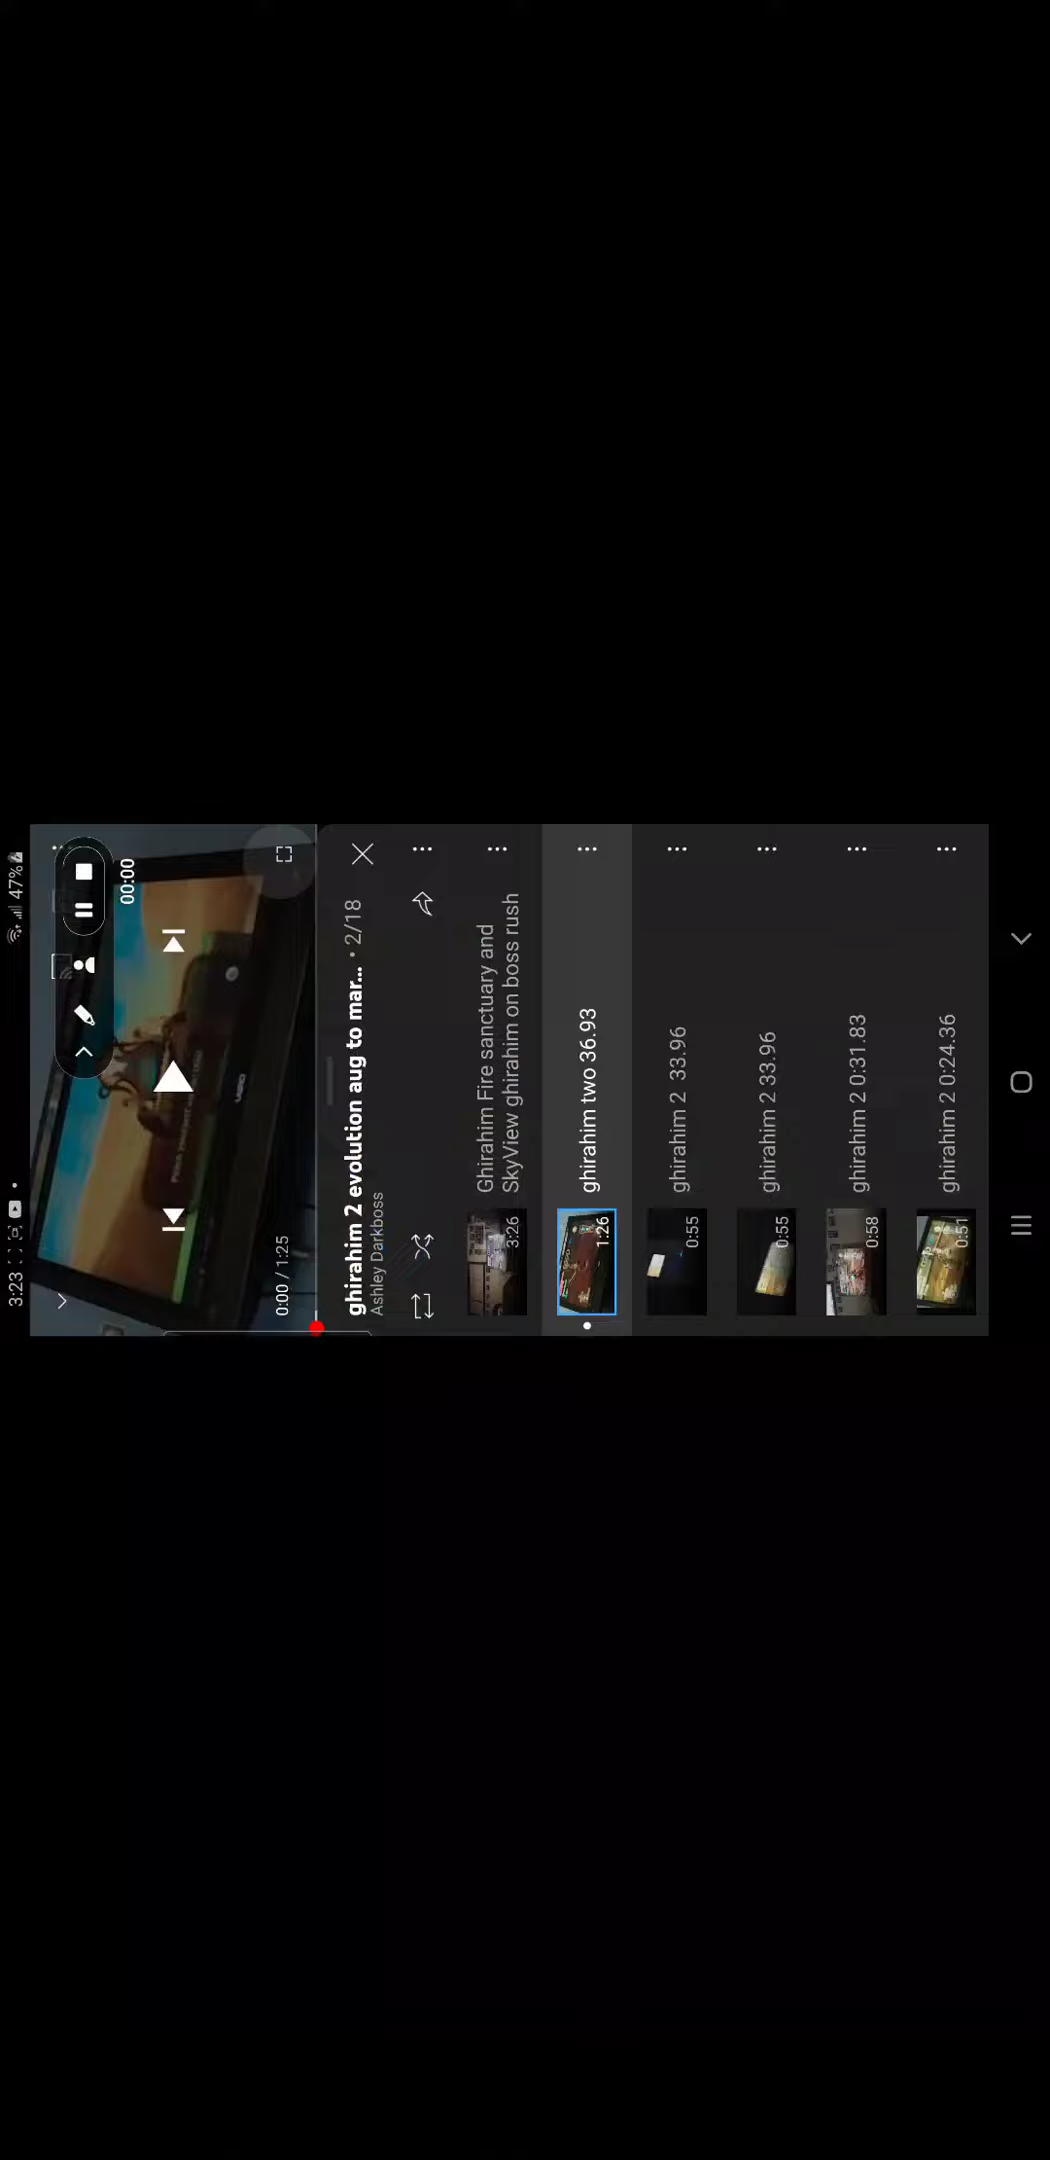 3:23
47%
00:00
VIZIO
0:00 / 1:25
ghirahim 2 evolution aug to mar... • 2/18
Ashley Darkboss
Ghirahim Fire sanctuary and
SkyView ghirahim on boss rush
3:26
ghirahim two 36.93
1:26
ghirahim 2  33.96
0:55
ghirahim 2 33.96
0:55
ghirahim 2 0:31.83
0:58
ghirahim 2 0:24.36
0:51